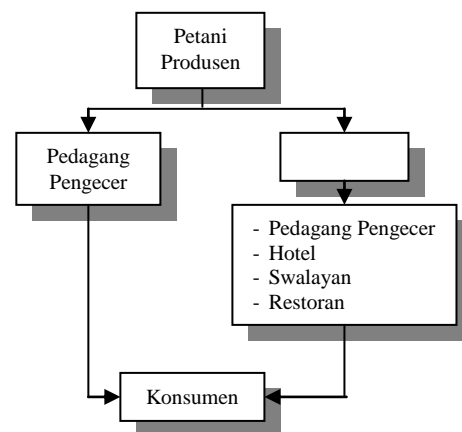 Petani
Produsen
Pedagang
Pengecer
- Pedagang Pengecer
- Hotel
- Swalayan
- Restoran
Konsumen